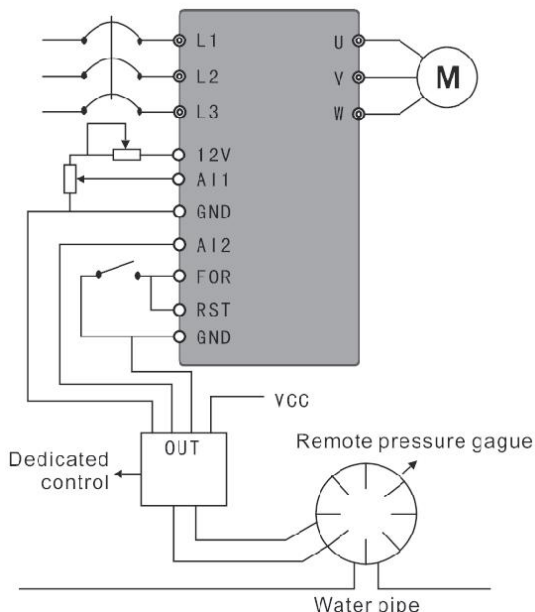 L1
U
L2
V
M
L3
W
12V
AI1
GND
AI2
FOR
RST
GND
VCC
OUT
Dedicated
control
Remote pressure gague
Water pipe